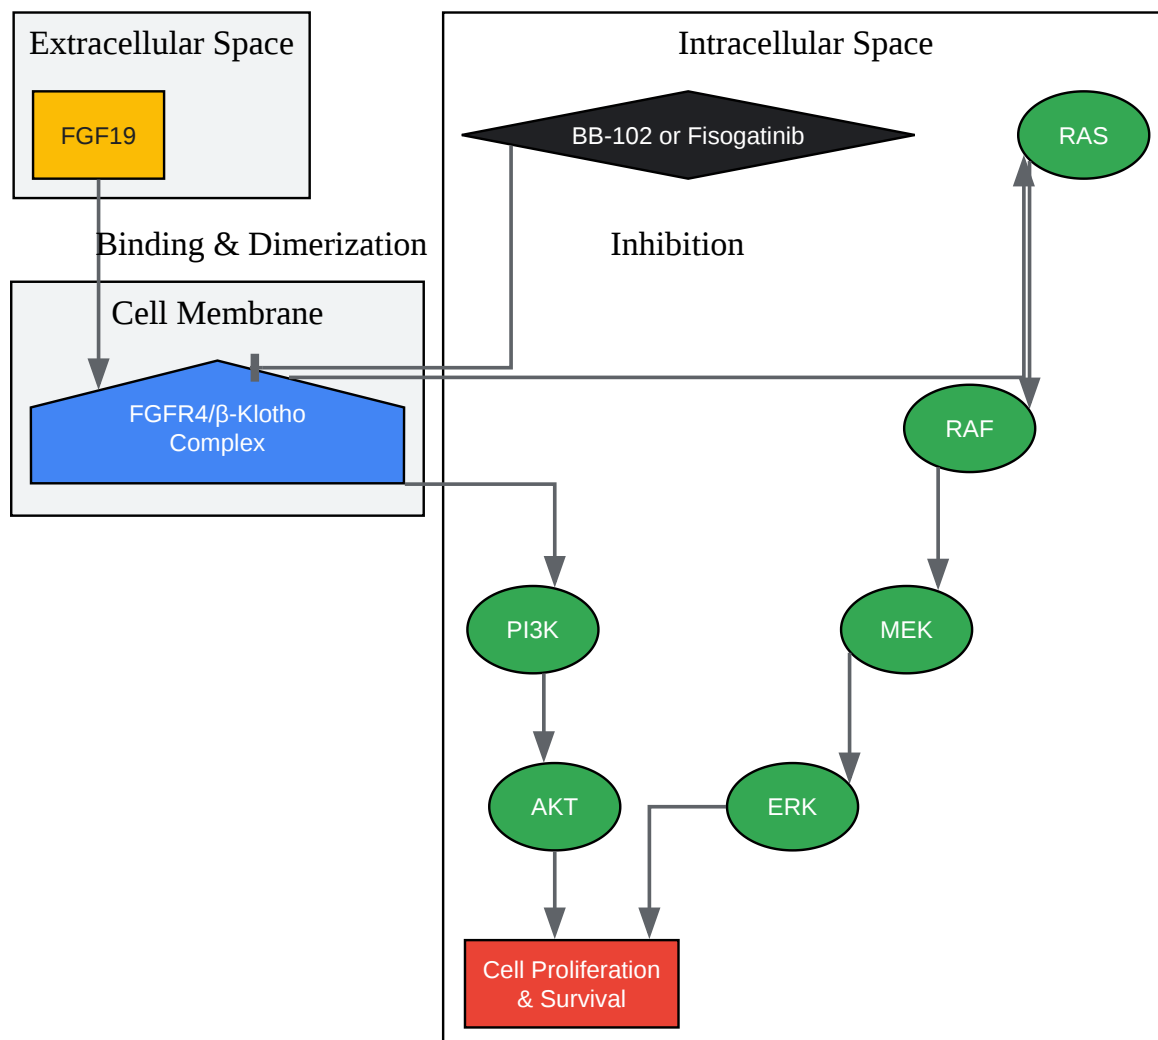 Extracellular Space
Intracellular Space
FGF19
BB-102 or Fisogatinib
RAS
Binding & Dimerization
Inhibition
Cell Membrane
FGFR4/β-Klotho
Complex
RAF
PI3K
MEK
AKT
ERK
Cell Proliferation
& Survival